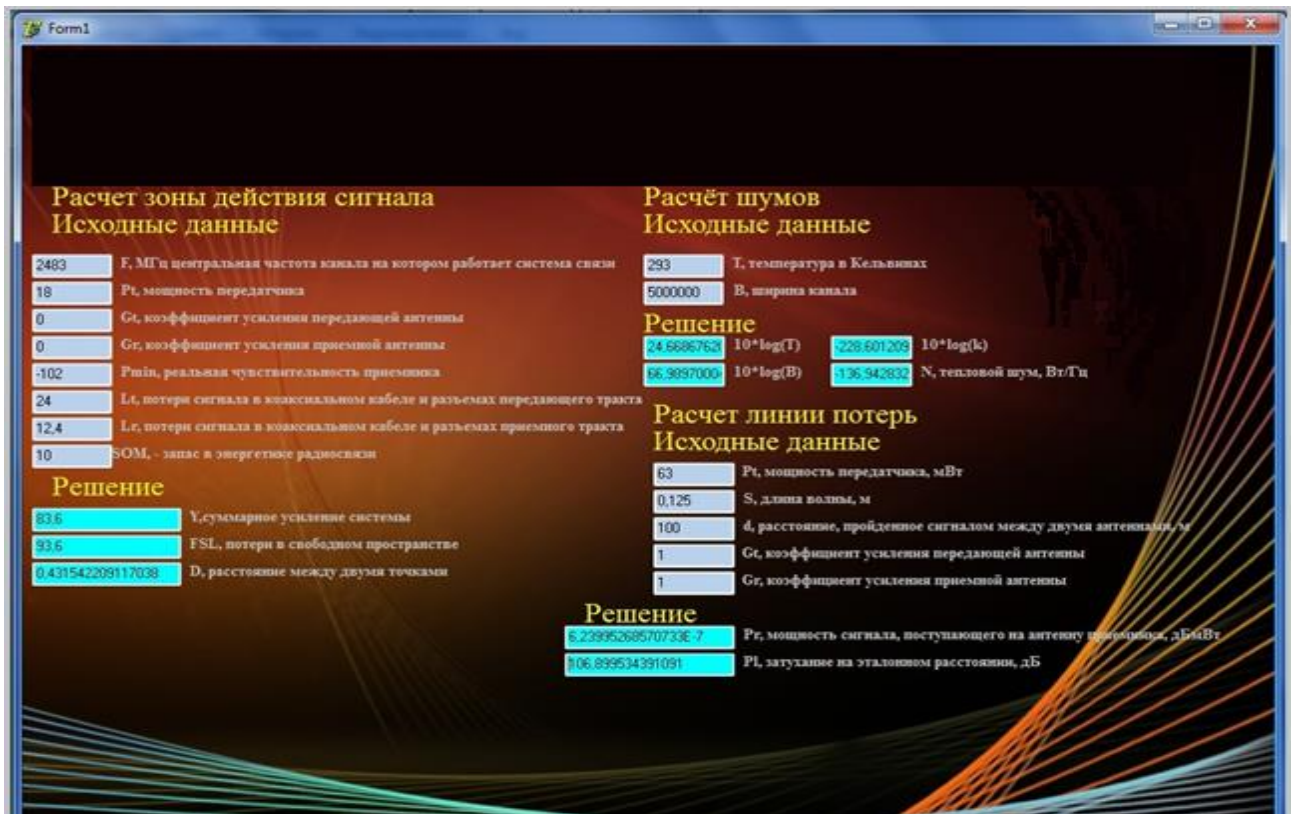 Form1
Расчет зоны действия сигнала
Исходные данные
2483 F, МГц центральная частота канала на котором работает система связи
18 Pt, мощность передатчика
0 Gt, коэффициент усиления передающей антенны
0 Gr, коэффициент усиления приемной антенны
-102 Pmin, реальная чувствительность приемника
24 Lt, потери сигнала в коаксиальном кабеле и разъемах передающего тракта
12,4 Lr, потери сигнала в коаксиальном кабеле и разъемах приемного тракта
10 SOM, - запас в энергетике радиосвязи
Решение
83,6 Y,суммарное усиление системы
93,6 FSL, потери в свободном пространстве
0,431542209117038 D, расстояние между двумя точками
Расчёт шумов
Исходные данные
293 T, температура в Кельвинах
5000000 B, ширина канала
Решение
24,6686762 10*log(T) -228,601209 10*log(k)
66,9897000 10*log(B) -136,942832 N, тепловой шум, Вт/Гц
Расчет линии потерь
Исходные данные
63 Pt, мощность передатчика, мВт
0,125 S, длина волны, м
100 d, расстояние, пройденное сигналом между двумя антеннами, м
1 Gt, коэффициент усиления передающей антенны
1 Gr, коэффициент усиления приемной антенны
Решение
6,23995268570733E-7 Pr, мощность сигнала, поступающего на антенну приемника, дБмВт
106,899534391091 Pl, затухание на эталонном расстоянии, дБ